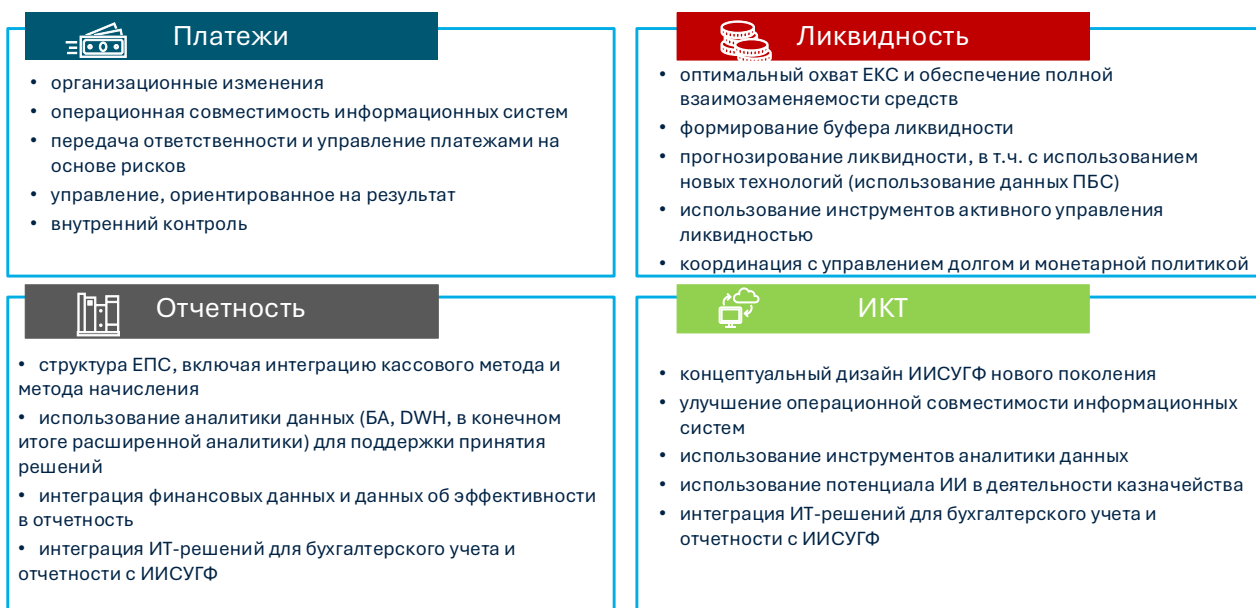 Платежи
• организационные изменения
• операционная совместимость информационных систем
• передача ответственности и управление платежами на
основе рисков
• управление, ориентированное на результат
• внутренний контроль
Ликвидность
• оптимальный охват ЕКС и обеспечение полной
взаимозаменяемости средств
• формирование буфера ликвидности
• прогнозирование ликвидности, в т.ч. с использованием
новых технологий (использование данных ПБС)
• использование инструментов активного управления
ликвидностью
• координация с управлением долгом и монетарной политикой
Отчетность
• структура ЕПС, включая интеграцию кассового метода и
метода начисления
• использование аналитики данных (БА, DWH, в конечном
итоге расширенной аналитики) для поддержки принятия
решений
• интеграция финансовых данных и данных об эффективности
в отчетность
• интеграция ИТ-решений для бухгалтерского учета и
отчетности с ИИСУГФ
ИКТ
• концептуальный дизайн ИИСУГФ нового поколения
• улучшение операционной совместимости информационных
систем
• использование инструментов аналитики данных
• использование потенциала ИИ в деятельности казначейства
• интеграция ИТ-решений для бухгалтерского учета и
отчетности с ИИСУГФ